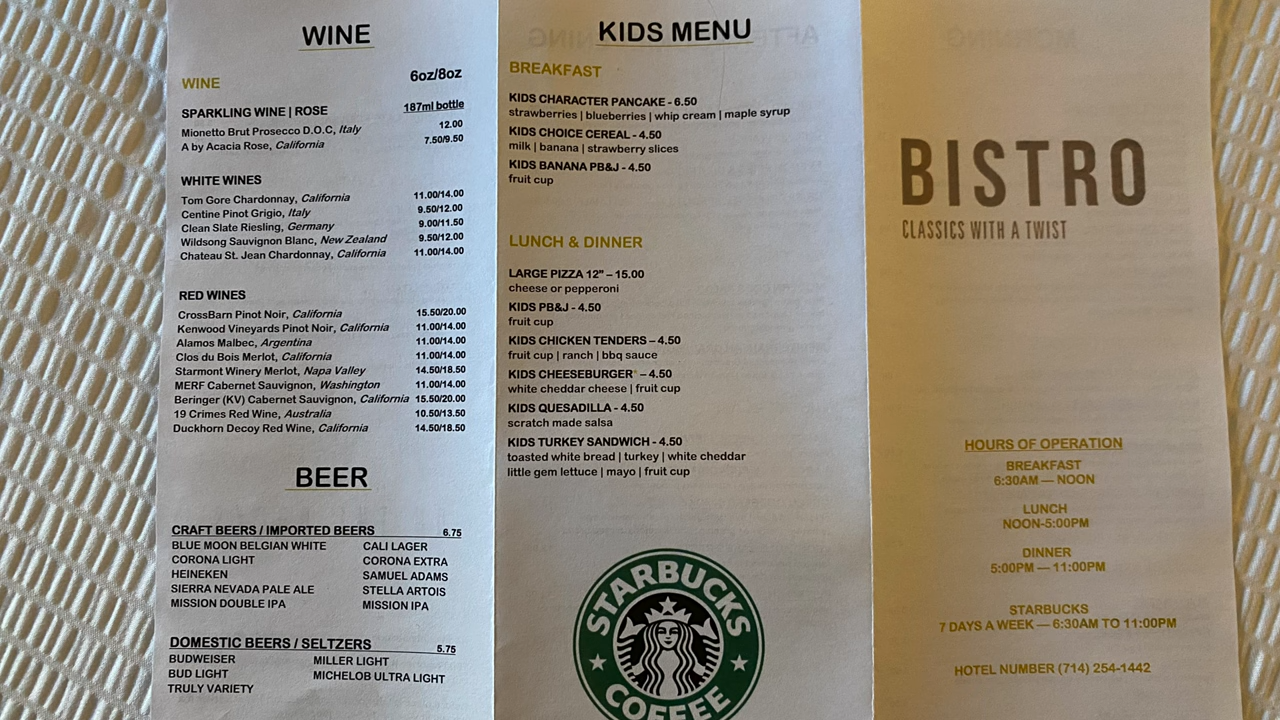 WINE
WINE 6oz/8oz
SPARKLING WINE | ROSE 187ml bottle
Mionetto Brut Prosecco D.O.C, Italy 12.00
A by Acacia Rose, California 7.50/9.50
WHITE WINES
Tom Gore Chardonnay, California 11.00/14.00
Centine Pinot Grigio, Italy 9.50/12.00
Clean Slate Riesling, Germany 9.00/11.50
Wildsong Sauvignon Blanc, New Zealand 9.50/12.00
Chateau St. Jean Chardonnay, California 11.00/14.00
RED WINES
CrossBarn Pinot Noir, California 15.50/20.00
Kenwood Vineyards Pinot Noir, California 11.00/14.00
Alamos Malbec, Argentina 11.00/14.00
Clos du Bois Merlot, California 11.00/14.00
Starmont Winery Merlot, Napa Valley 14.50/18.50
MERF Cabernet Sauvignon, Washington 11.00/14.00
Beringer (KV) Cabernet Sauvignon, California 15.50/20.00
19 Crimes Red Wine, Australia 10.50/13.50
Duckhorn Decoy Red Wine, California 14.50/18.50
BEER
CRAFT BEERS / IMPORTED BEERS 6.75
BLUE MOON BELGIAN WHITE CALI LAGER
CORONA LIGHT CORONA EXTRA
HEINEKEN SAMUEL ADAMS
SIERRA NEVADA PALE ALE STELLA ARTOIS
MISSION DOUBLE IPA MISSION IPA
DOMESTIC BEERS / SELTZERS 5.75
BUDWEISER MILLER LIGHT
BUD LIGHT MICHELOB ULTRA LIGHT
TRULY VARIETY
KIDS MENU
BREAKFAST
KIDS CHARACTER PANCAKE - 6.50
strawberries | blueberries | whip cream | maple syrup
KIDS CHOICE CEREAL - 4.50
milk | banana | strawberry slices
KIDS BANANA PB&J - 4.50
fruit cup
LUNCH & DINNER
LARGE PIZZA 12" – 15.00
cheese or pepperoni
KIDS PB&J - 4.50
fruit cup
KIDS CHICKEN TENDERS – 4.50
fruit cup | ranch | bbq sauce
KIDS CHEESEBURGER* – 4.50
white cheddar cheese | fruit cup
KIDS QUESADILLA - 4.50
scratch made salsa
KIDS TURKEY SANDWICH - 4.50
toasted white bread | turkey | white cheddar
little gem lettuce | mayo | fruit cup
STARBUCKS
COFFEE
BISTRO
CLASSICS WITH A TWIST
HOURS OF OPERATION
BREAKFAST
6:30AM — NOON
LUNCH
NOON-5:00PM
DINNER
5:00PM — 11:00PM
STARBUCKS
7 DAYS A WEEK — 6:30AM TO 11:00PM
HOTEL NUMBER (714) 254-1442